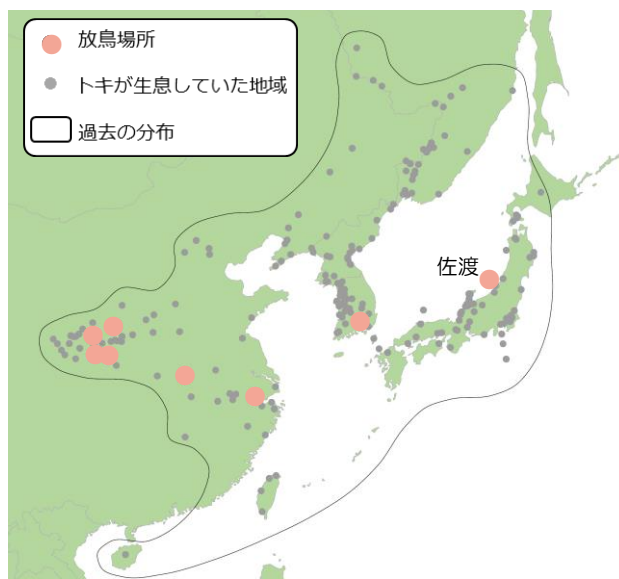 放鳥場所
トキが生息していた地域
過去の分布
佐渡